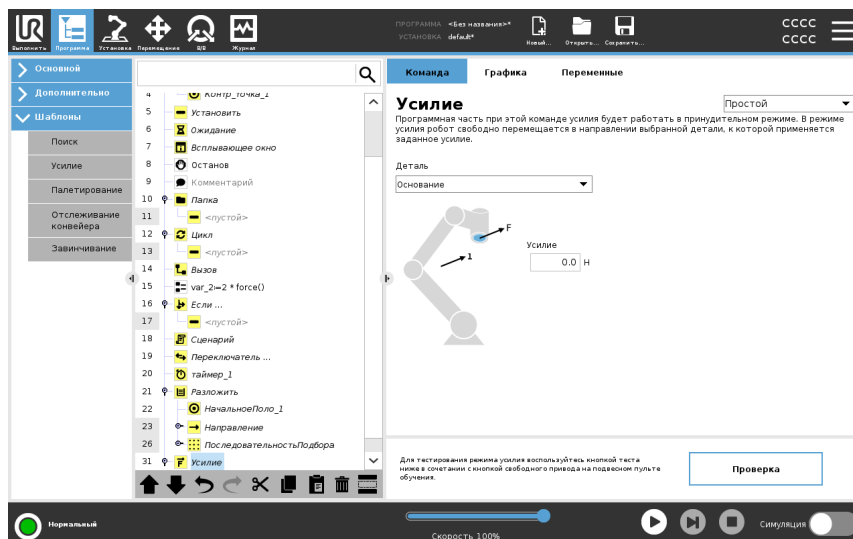 ПРОГРАММА <Без названия>*
УСТАНОВКА default*
Выполнить
Программа
Установка
Перемещение
В/В
Журнал
Новый...
Открыть...
Сохранить...
CCCC
CCCC
Основной
Дополнительно
Шаблоны
Поиск
Усилие
Палетирование
Отслеживание
конвейера
Завинчивание
4 Контр_точка_1
5 Установить
6 Ожидание
7 Всплывающее окно
8 Останов
9 Комментарий
10 Папка
11 <пустой>
12 Цикл
13 <пустой>
14 Вызов
15 var_2≔2 * force()
16 Если ...
17 <пустой>
18 Сценарий
19 Переключатель ...
20 таймер_1
21 Разложить
22 НачальноеПоло_1
23 Направление
26 ПоследовательностьПодбора
31 Усилие
Команда
Графика
Переменные
Усилие
Простой
Программная часть при этой команде усилия будет работать в принудительном режиме. В режиме
усилия робот свободно перемещается в направлении выбранной детали, к которой применяется
заданное усилие.
Деталь
Основание
F
1
Усилие
0.0 Н
Для тестирования режима усилия воспользуйтесь кнопкой теста
ниже в сочетании с кнопкой свободного привода на подвесном пульте
обучения.
Проверка
Нормальный
Скорость 100%
Симуляция